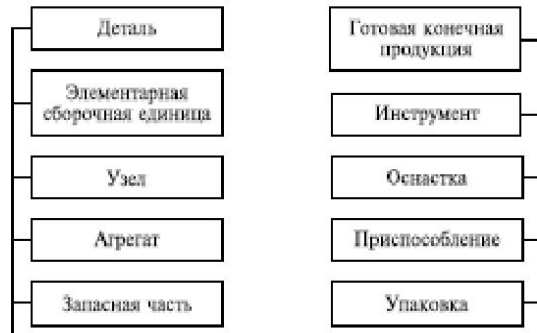 Деталь
Элементарная
сборочная единица
Узел
Агрегат
Запасная часть
Готовая конечная
продукция
Инструмент
Оснастка
Приспособление
Упаковка